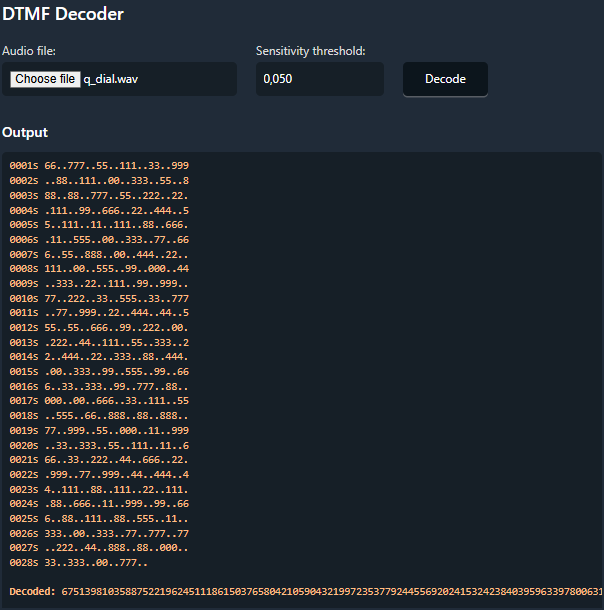 DTMF Decoder
Audio file:
Sensitivity threshold:
Choose file q_dial.wav
0,050
Decode
Output
0001s 66..777..55..111..33..999
0002s ..88..111..00..333..55..8
0003s 88..88..777..55..222..22.
0004s .111..99..666..22..444..5
0005s 5..111..11..111..88..666.
0006s .11..555..00..333..77..66
0007s 6..55..888..00..444..22..
0008s 111..00..555..99..000..44
0009s ..333..22..111..99..999..
0010s 77..222..33..555..33..777
0011s ..77..999..22..444..44..5
0012s 55..55..666..99..222..00.
0013s .222..44..111..55..333..2
0014s 2..444..22..333..88..444.
0015s .00..333..99..555..99..66
0016s 6..33..333..99..777..88..
0017s 000..00..666..33..111..55
0018s ..555..66..888..88..888..
0019s 77..999..55..000..11..999
0020s ..33..333..55..111..11..6
0021s 66..33..222..44..666..22.
0022s .999..77..999..44..444..4
0023s 4..111..88..111..22..111.
0024s .88..666..11..999..99..66
0025s 6..88..111..88..555..11..
0026s 333..00..333..77..777..77
0027s ..222..44..888..88..000..
0028s 33..333..00..777..
Decoded: 67513981035887522196245111861503765804210590432199723537792445569202415324238403959633978006315